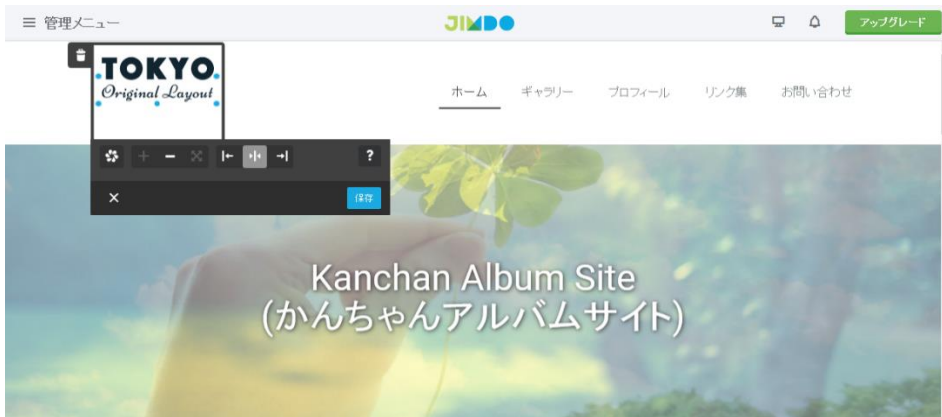 管理メニュー
JIMDO
アップグレード
TOKYO
Original Layout
ホーム ギャラリー プロフィール リンク集 お問い合わせ
?
保存
Kanchan Album Site
(かんちゃんアルバムサイト)